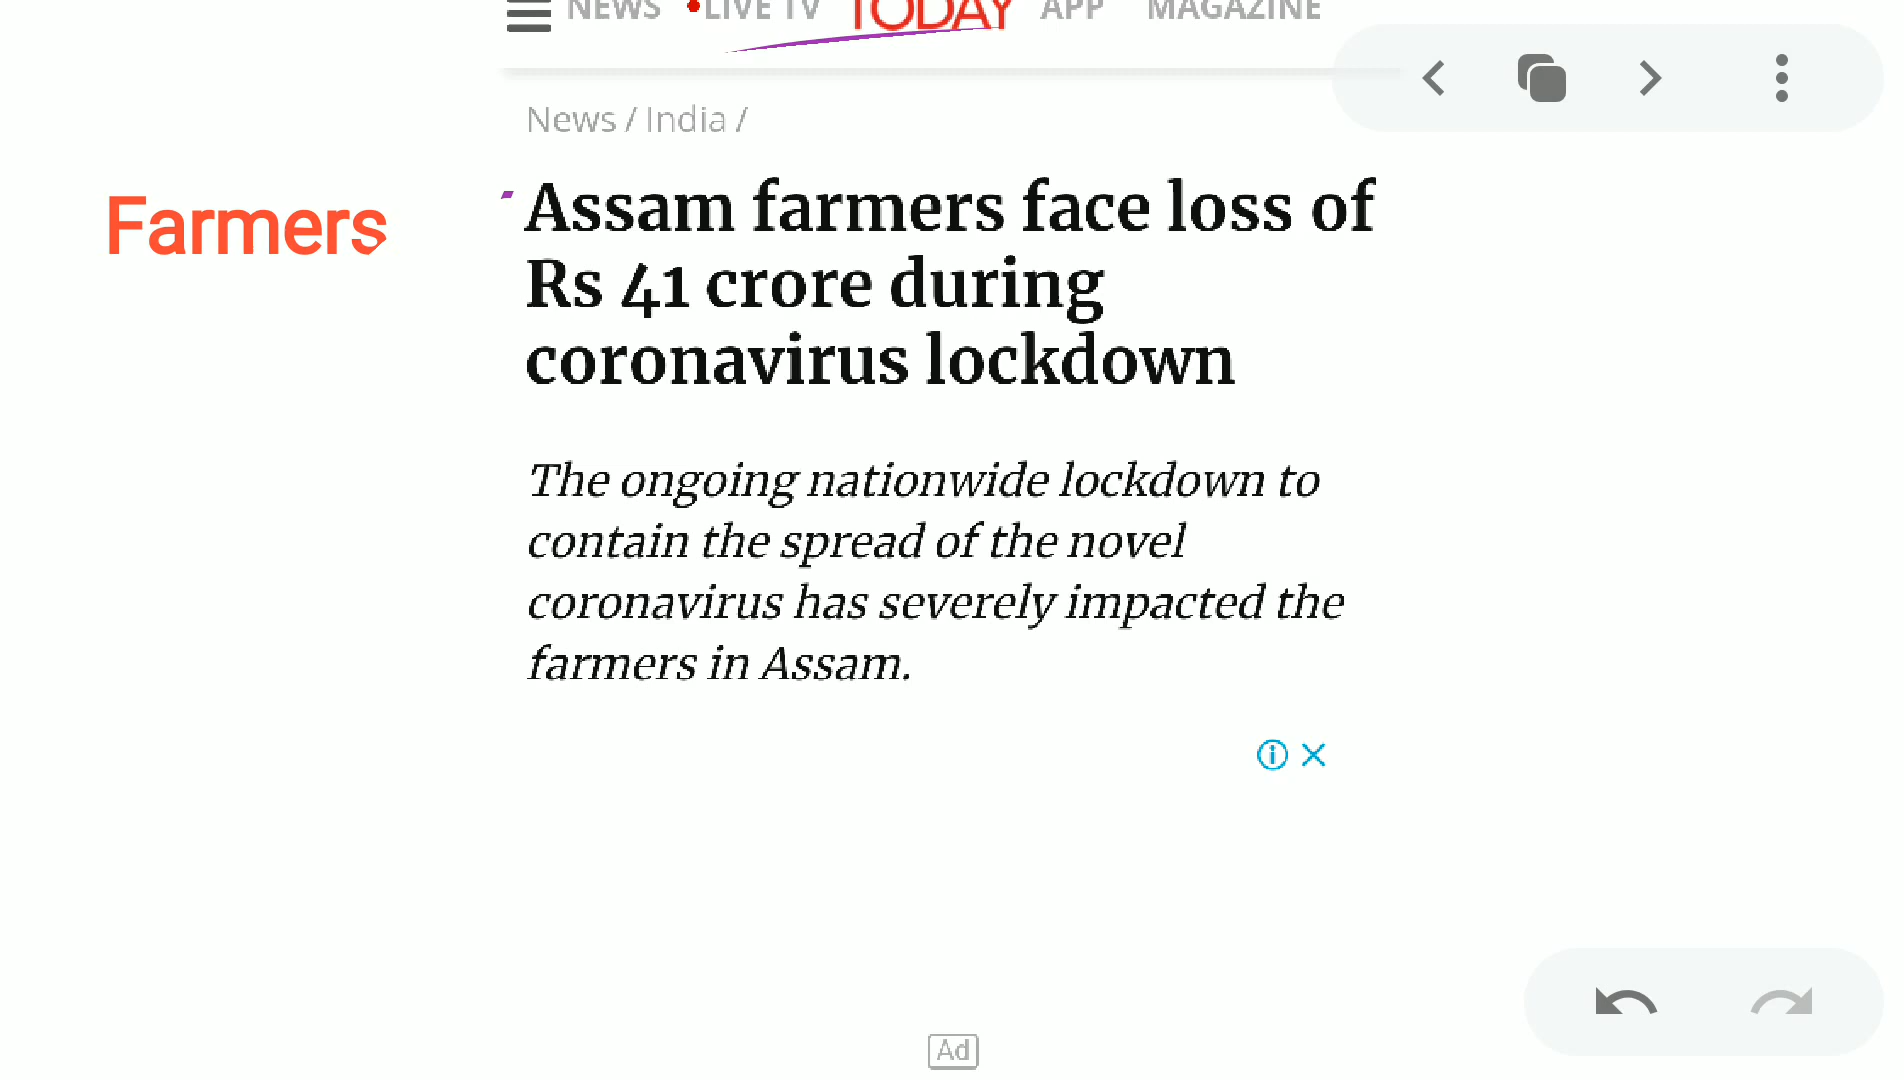 NEWS LIVE TV TODAY APP MAGAZINE
News / India /
Farmers
Assam farmers face loss of
Rs 41 crore during
coronavirus lockdown
The ongoing nationwide lockdown to
contain the spread of the novel
coronavirus has severely impacted the
farmers in Assam.
Ad